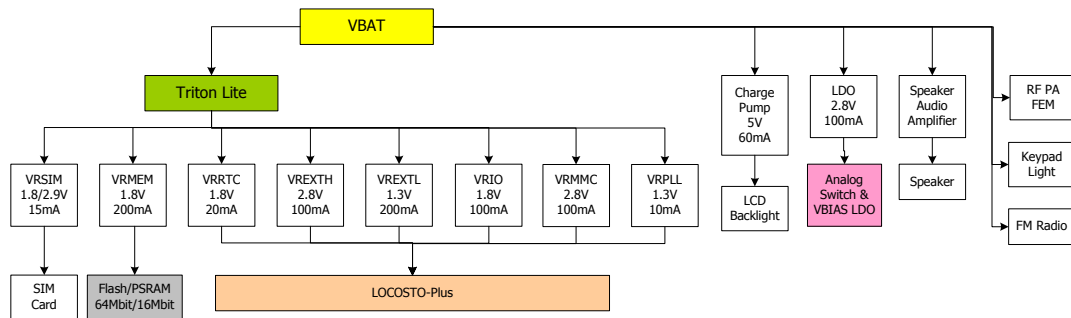 VBAT
Triton Lite
Charge
Pump
5V
60mA
LDO
2.8V
100mA
Speaker
Audio
Amplifier
RF PA
FEM
VRSIM
1.8/2.9V
15mA
VRMEM
1.8V
200mA
VRRTC
1.8V
20mA
VREXTH
2.8V
100mA
VREXTL
1.3V
200mA
VRIO
1.8V
100mA
VRMMC
2.8V
100mA
VRPLL
1.3V
10mA
LCD
Backlight
Analog
Switch &
VBIAS LDO
Speaker
Keypad
Light
FM Radio
SIM
Card
Flash/PSRAM
64Mbit/16Mbit
LOCOSTO-Plus